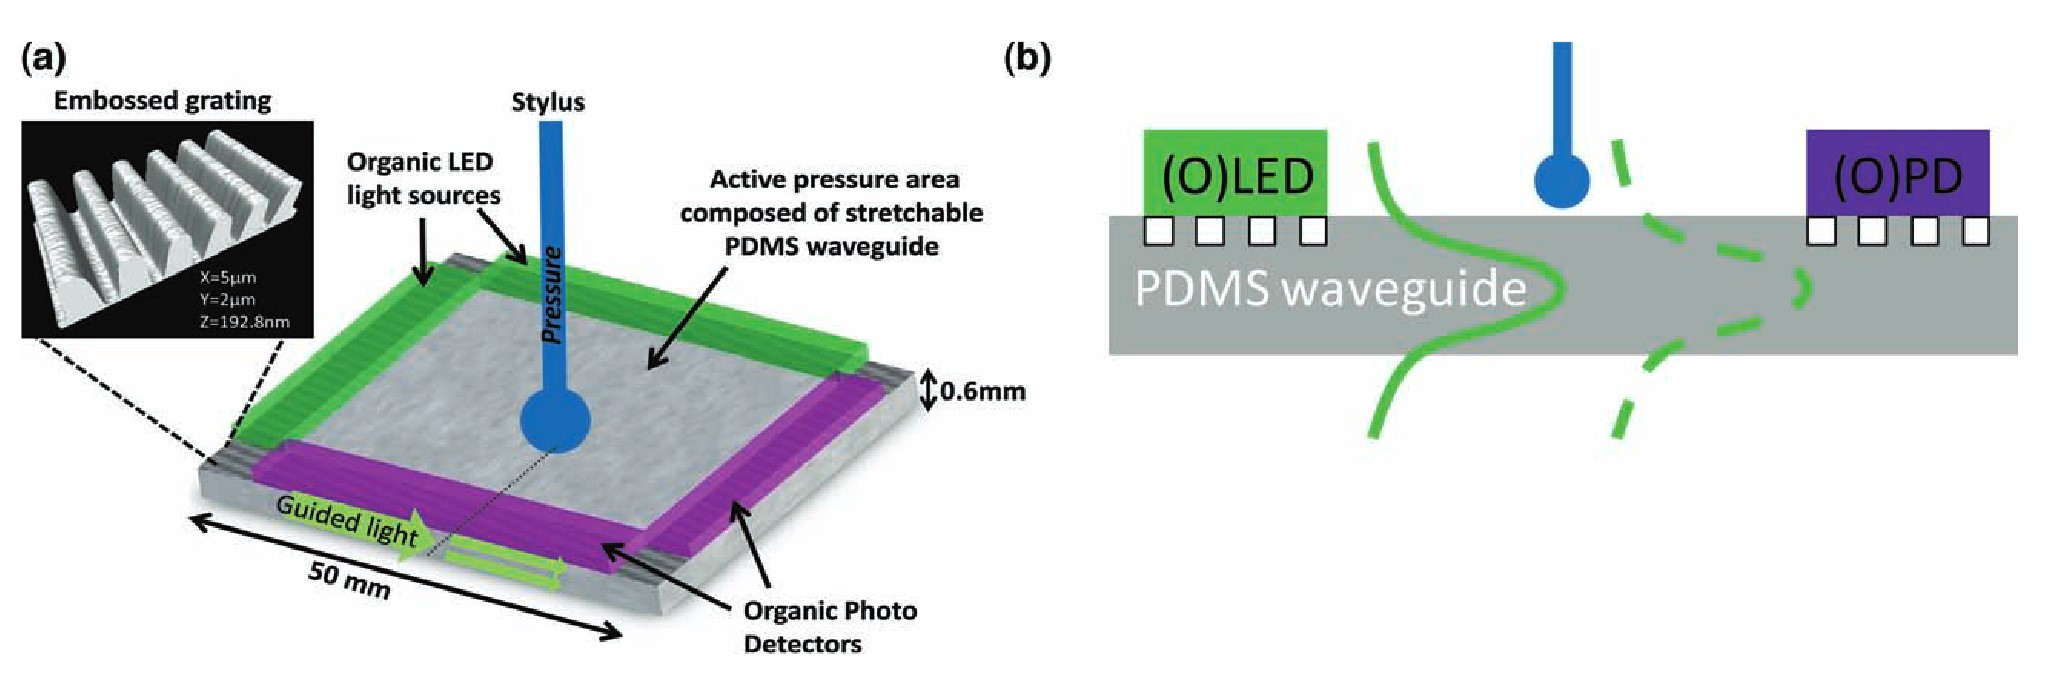 (a)
Embossed grating
X=5µm
Y=2µm
Z=192.8nm
Organic LED
light sources
Stylus
Pressure
Active pressure area
composed of stretchable
PDMS waveguide
0.6mm
Guided light
50 mm
Organic Photo
Detectors
(b)
(O)LED
(O)PD
PDMS waveguide